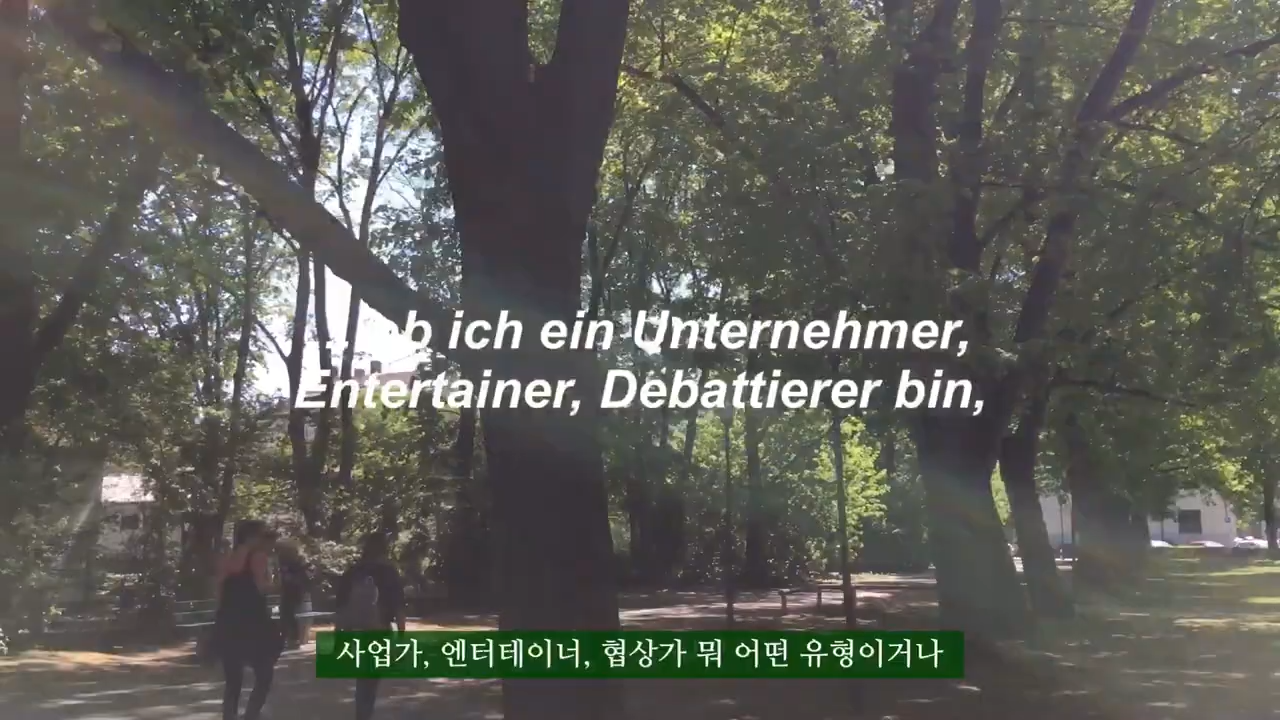 ich ein Unternehmer,
Entertainer, Debattierer bin,
사업가, 엔터테이너, 협상가 뭐 어떤 유형이거나